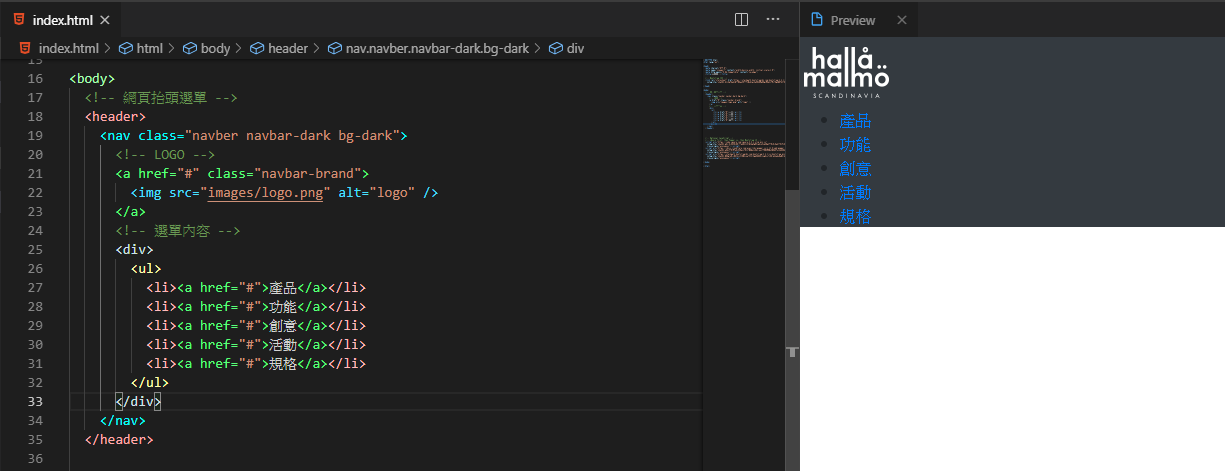 index.html
Preview
index.html > html > body > header > nav.navber.navbar-dark.bg-dark > div
15
16 <body>
17 <!-- 網頁抬頭選單 -->
18 <header>
19 <nav class="navber navbar-dark bg-dark">
20 <!-- LOGO -->
21 <a href="#" class="navbar-brand">
22 <img src="images/logo.png" alt="logo" />
23 </a>
24 <!-- 選單內容 -->
25 <div>
26 <ul>
27 <li><a href="#">產品</a></li>
28 <li><a href="#">功能</a></li>
29 <li><a href="#">創意</a></li>
30 <li><a href="#">活動</a></li>
31 <li><a href="#">規格</a></li>
32 </ul>
33 </div>
34 </nav>
35 </header>
36
hallå
malmö
SCANDINAVIA
產品
功能
創意
活動
規格